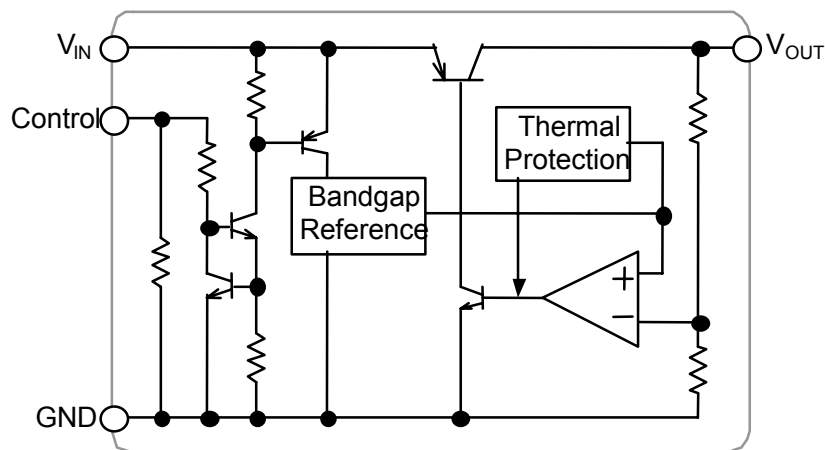 V_IN
V_OUT
Control
Thermal
Protection
Bandgap
Reference
+
−
GND